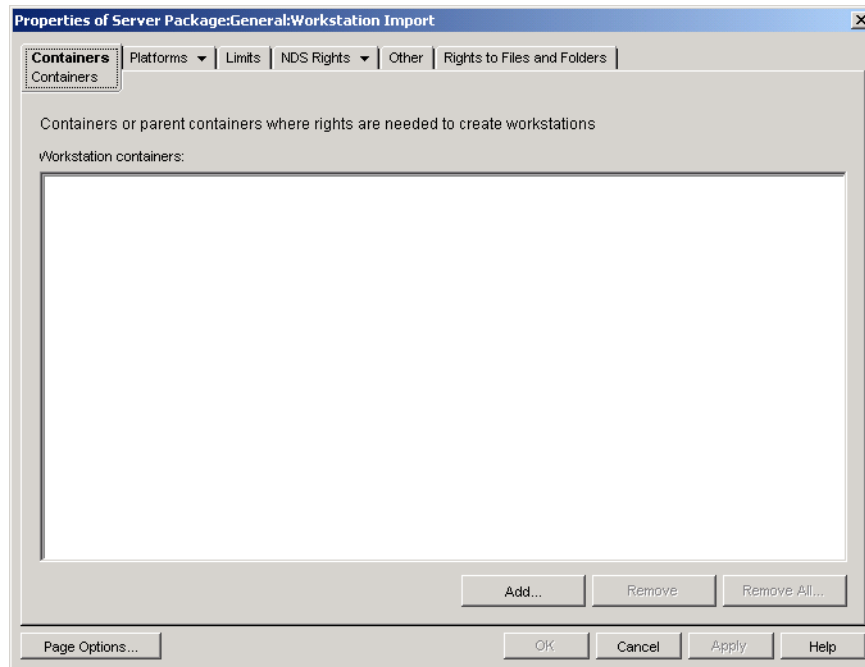 Properties of Server Package:General:Workstation Import
Containers Platforms Limits NDS Rights Other Rights to Files and Folders
Containers
Containers or parent containers where rights are needed to create workstations
Workstation containers:
Add... Remove Remove All...
Page Options... OK Cancel Apply Help